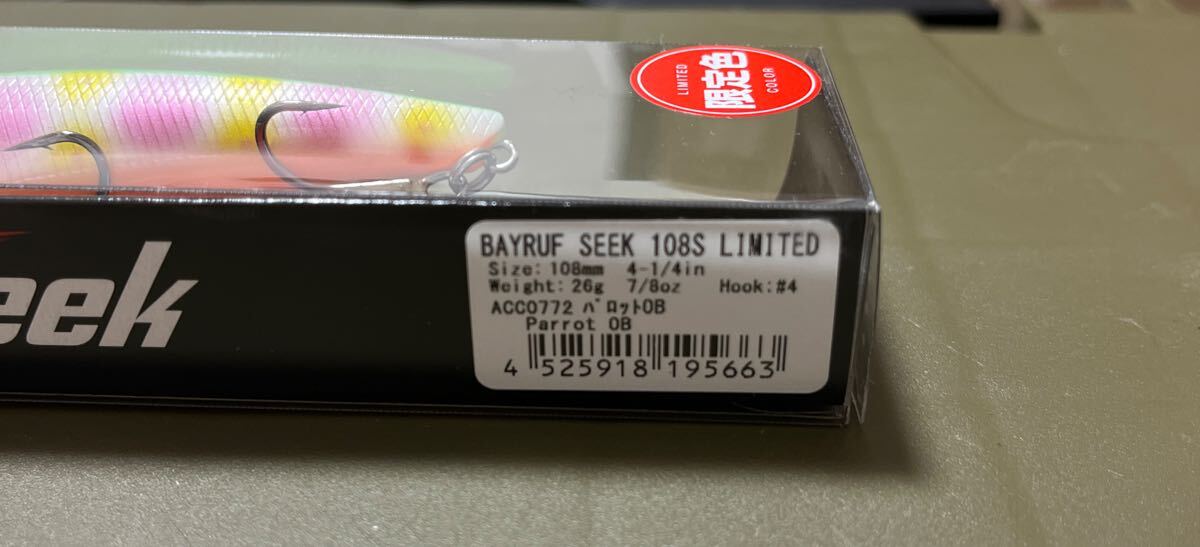 LIMITED
限定色
COLOR
eek
BAYRUF SEEK 108S LIMITED
Size: 108mm 4-1/4in
Weight: 26g 7/8oz Hook:#4
ACC0772 パロットOB
Parrot OB
4 525918 195663